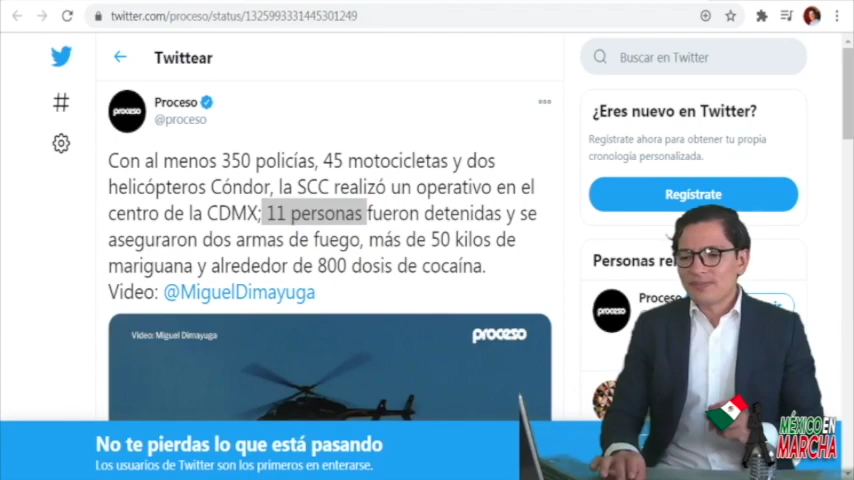 twitter.com/proceso/status/1325993331445301249
Twittear
Buscar en Twitter
proceso
Proceso
@proceso
Con al menos 350 policías, 45 motocicletas y dos
helicópteros Cóndor, la SCC realizó un operativo en el
centro de la CDMX; 11 personas fueron detenidas y se
aseguraron dos armas de fuego, más de 50 kilos de
mariguana y alrededor de 800 dosis de cocaína.
Video: @MiguelDimayuga
Video: Miguel Dimayuga
proceso
¿Eres nuevo en Twitter?
Regístrate ahora para obtener tu propia
cronología personalizada.
Regístrate
Personas
proceso
Proceso
No te pierdas lo que está pasando
Los usuarios de Twitter son los primeros en enterarse.
MÉXICO EN
MARCHA